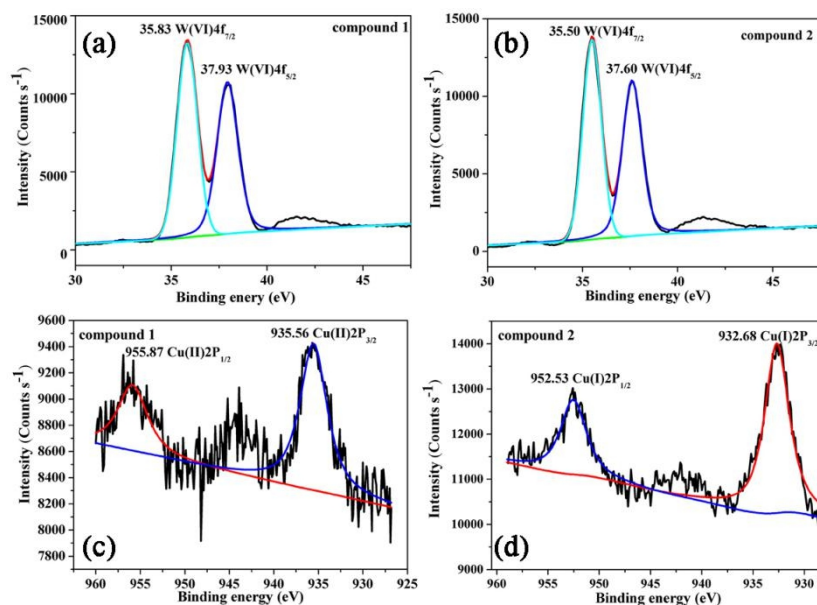 (a)
35.83 W(VI)4f7/2
compound 1
37.93 W(VI)4f5/2
15000
10000
5000
0
Intensity (Counts s-1)
30 35 40 45
Binding enery (eV)
(b)
35.50 W(VI)4f7/2
compound 2
37.60 W(VI)4f5/2
15000
10000
5000
0
Intensity (Counts s-1)
30 35 40 45
Binding energy (eV)
compound 1
935.56 Cu(II)2P3/2
955.87 Cu(II)2P1/2
9600
9400
9200
9000
8800
8600
8400
8200
8000
7800
Intensity (Counts s-1)
(c)
960 955 950 945 940 935 930 925
Binding energy (eV)
compound 2
932.68 Cu(I)2P3/2
952.53 Cu(I)2P1/2
14000
13000
12000
11000
10000
9000
Intensity (Counts s-1)
(d)
960 950 940 930
Binding energy (eV)